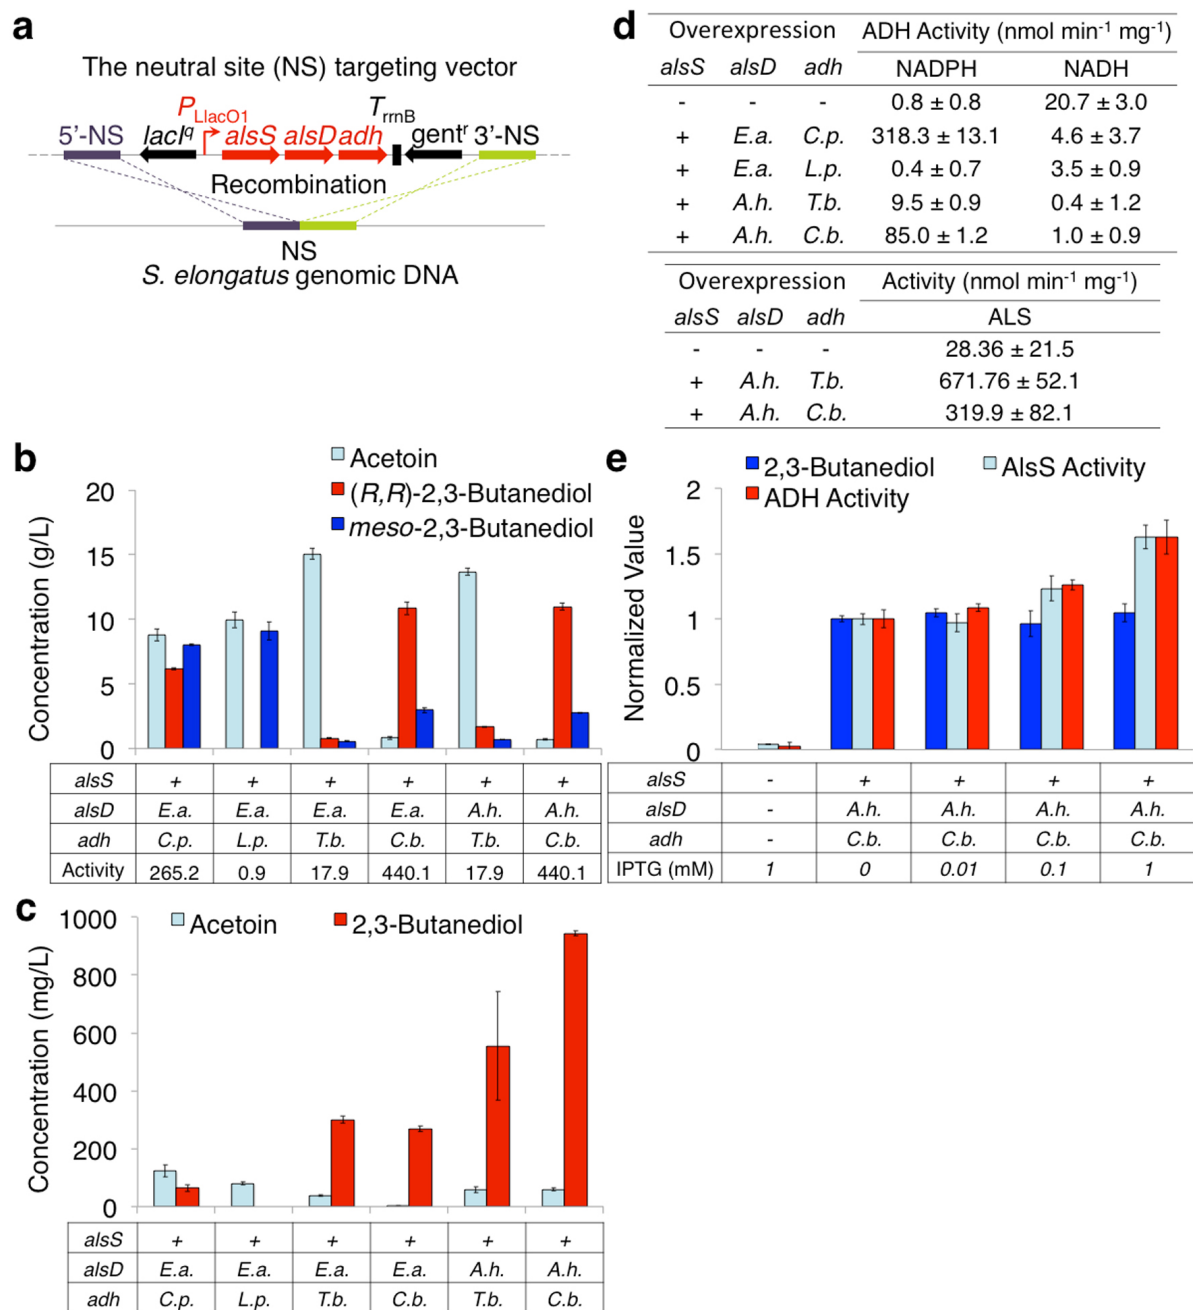 a
The neutral site (NS) targeting vector
P LlacO1
T rrnB
5'-NS lacI^q alsS alsD adh gent^r 3'-NS
Recombination
NS
S. elongatus genomic DNA
d
Overexpression ADH Activity (nmol min-1 mg-1)
alsS alsD adh NADPH NADH
- - - 0.8 ± 0.8 20.7 ± 3.0
+ E.a. C.p. 318.3 ± 13.1 4.6 ± 3.7
+ E.a. L.p. 0.4 ± 0.7 3.5 ± 0.9
+ A.h. T.b. 9.5 ± 0.9 0.4 ± 1.2
+ A.h. C.b. 85.0 ± 1.2 1.0 ± 0.9
Overexpression Activity (nmol min-1 mg-1)
alsS alsD adh ALS
- - - 28.36 ± 21.5
+ A.h. T.b. 671.76 ± 52.1
+ A.h. C.b. 319.9 ± 82.1
b
Acetoin
(R,R)-2,3-Butanediol
meso-2,3-Butanediol
Concentration (g/L)
20
15
10
5
0
alsS + + + + + +
alsD E.a. E.a. E.a. E.a. A.h. A.h.
adh C.p. L.p. T.b. C.b. T.b. C.b.
Activity 265.2 0.9 17.9 440.1 17.9 440.1
e
2,3-Butanediol AlsS Activity
ADH Activity
Normalized Value
2
1.5
1
0.5
0
alsS - + + + +
alsD - A.h. A.h. A.h. A.h.
adh - C.b. C.b. C.b. C.b.
IPTG (mM) 1 0 0.01 0.1 1
c
Acetoin 2,3-Butanediol
Concentration (mg/L)
1000
800
600
400
200
0
alsS + + + + + +
alsD E.a. E.a. E.a. E.a. A.h. A.h.
adh C.p. L.p. T.b. C.b. T.b. C.b.